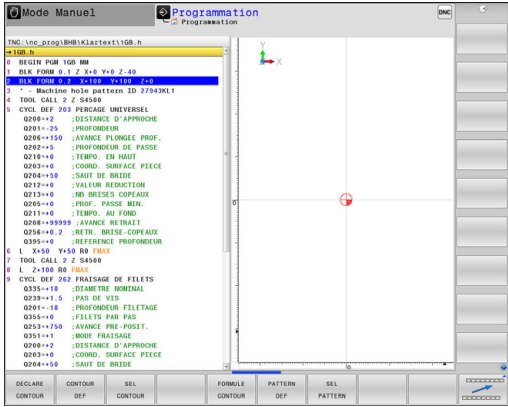 Mode Manuel
Programmation
Programmation
DNC
TNC:\nc_prog\BHB\Klartext\1GB.h
→1GB.h
0 BEGIN PGM 1GB MM
1 BLK FORM 0.1 Z X+0 Y+0 Z-40
2 BLK FORM 0.2 X+100 Y+100 Z+0
3 * - Machine hole pattern ID 27943KL1
4 TOOL CALL 2 Z S4500
5 CYCL DEF 203 PERCAGE UNIVERSEL
Q200=+2 ;DISTANCE D'APPROCHE
Q201=-25 ;PROFONDEUR
Q206=+150 ;AVANCE PLONGEE PROF.
Q202=+5 ;PROFONDEUR DE PASSE
Q210=+0 ;TEMPO. EN HAUT
Q203=+0 ;COORD. SURFACE PIECE
Q204=+50 ;SAUT DE BRIDE
Q212=+0 ;VALEUR REDUCTION
Q213=+0 ;NB BRISES COPEAUX
Q205=+0 ;PROF. PASSE MIN.
Q211=+0 ;TEMPO. AU FOND
Q208=+99999 ;AVANCE RETRAIT
Q256=+0.2 ;RETR. BRISE-COPEAUX
Q395=+0 ;REFERENCE PROFONDEUR
6 L X+50 Y+50 R0 FMAX
7 TOOL CALL 2 Z S4500
8 L Z+100 R0 FMAX
9 CYCL DEF 262 FRAISAGE DE FILETS
Q335=+10 ;DIAMETRE NOMINAL
Q239=+1.5 ;PAS DE VIS
Q201=-18 ;PROFONDEUR FILETAGE
Q355=+0 ;FILETS PAR PAS
Q253=+750 ;AVANCE PRE-POSIT.
Q351=+1 ;MODE FRAISAGE
Q200=+2 ;DISTANCE D'APPROCHE
Q203=+0 ;COORD. SURFACE PIECE
Q204=+50 ;SAUT DE BRIDE
Y
X
0
0
DECLARE CONTOUR
CONTOUR DEF
SEL CONTOUR
FORMULE CONTOUR
PATTERN DEF
SEL PATTERN